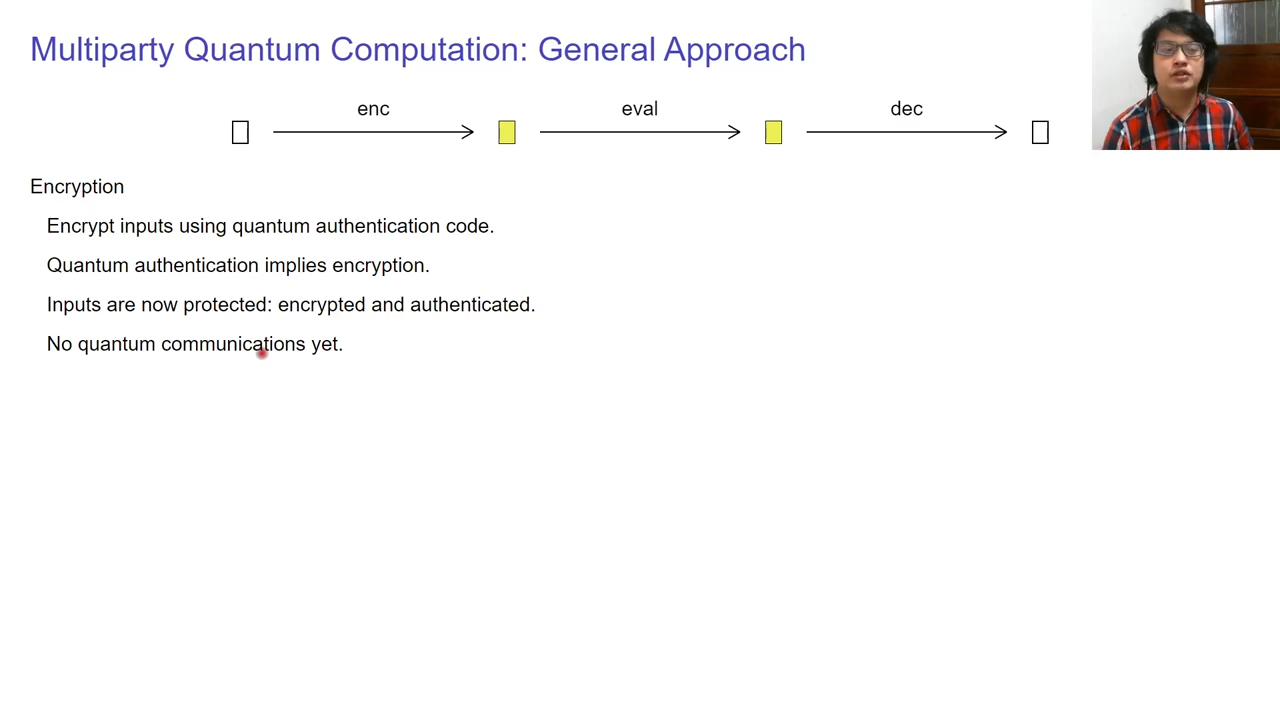 Multiparty Quantum Computation: General Approach
enc eval dec
Encryption
Encrypt inputs using quantum authentication code.
Quantum authentication implies encryption.
Inputs are now protected: encrypted and authenticated.
No quantum communications yet.